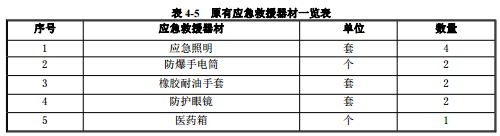 表 4-5 原有应急救援器材一览表
序号 应急救援器材 单位 数量
1 应急照明 套 4
2 防爆手电筒 个 2
3 橡胶耐油手套 套 2
4 防护眼镜 套 2
5 医药箱 个 1